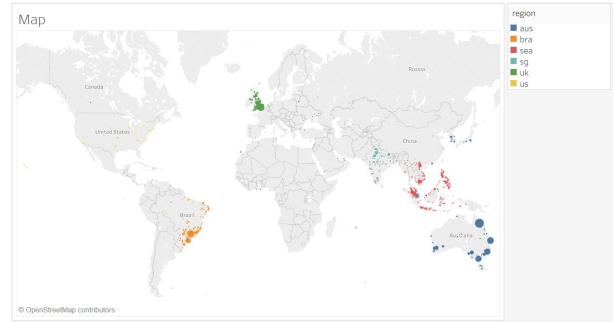 Map
region
aus
bra
sea
sg
uk
us
Canada
Russia
United States
China
Brazil
Australia
© OpenStreetMap contributors